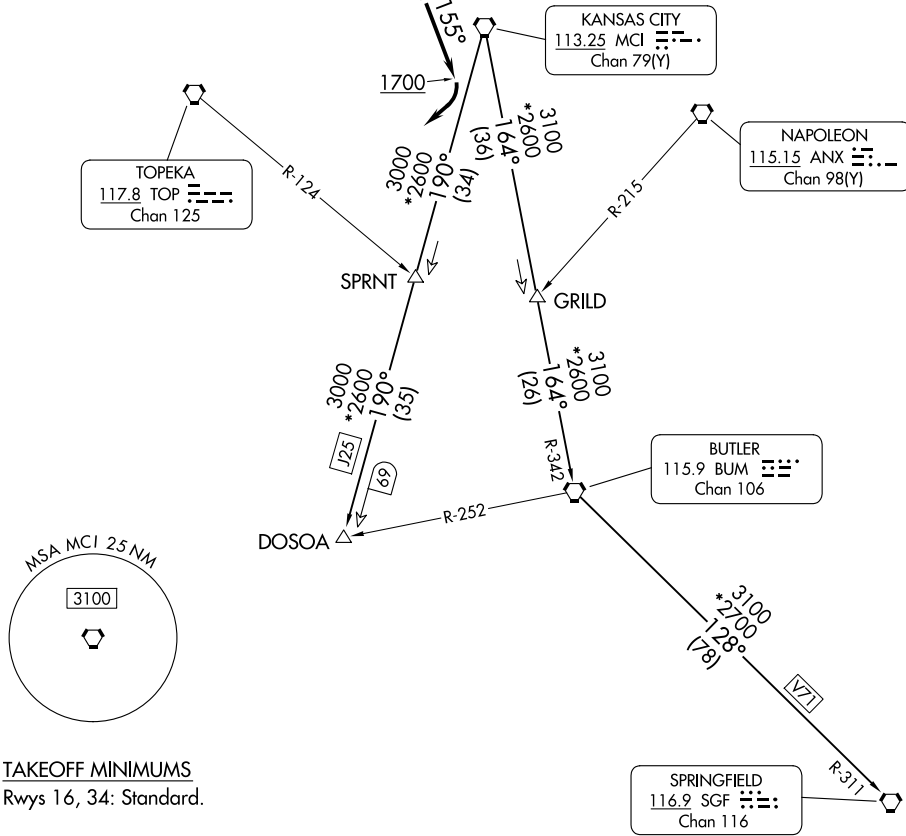 155°
KANSAS CITY
113.25 MCI
Chan 79(Y)
1700
TOPEKA
117.8 TOP
Chan 125
R-124
3000
*2600
190°
(34)
3100
*2600
164°
(36)
NAPOLEON
115.15 ANX
Chan 98(Y)
R-215
SPRNT
GRILD
3000
*2600
190°
(35)
J25
69
3100
*2600
164°
(26)
R-342
BUTLER
115.9 BUM
Chan 106
R-252
DOSOA
MSA MCI 25 NM
3100
3100
*2700
128°
(78)
V71
R-311
SPRINGFIELD
116.9 SGF
Chan 116
TAKEOFF MINIMUMS
Rwys 16, 34: Standard.